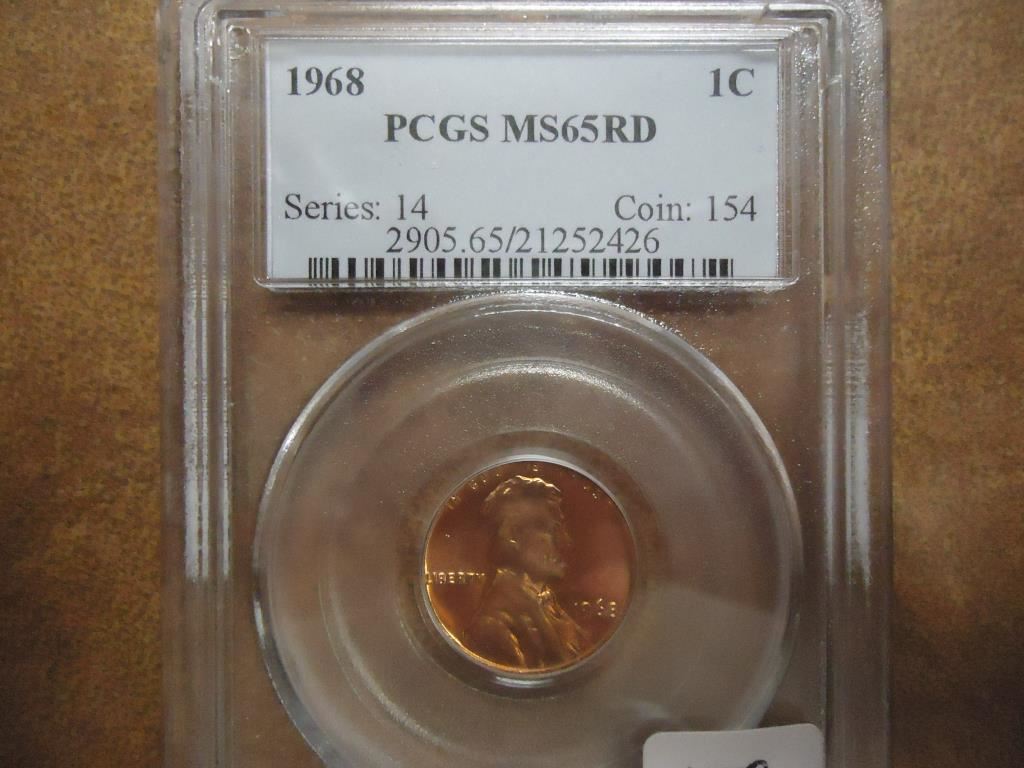 1968 1C
PCGS MS65RD
Series: 14 Coin: 154
2905.65/21252426
LIBERTY
1968